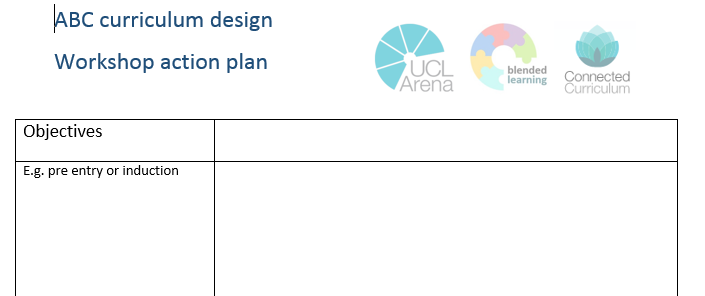 ABC curriculum design
Workshop action plan
UCL
Arena
blended
learning
Connected
Curriculum
Objectives
E.g. pre entry or induction